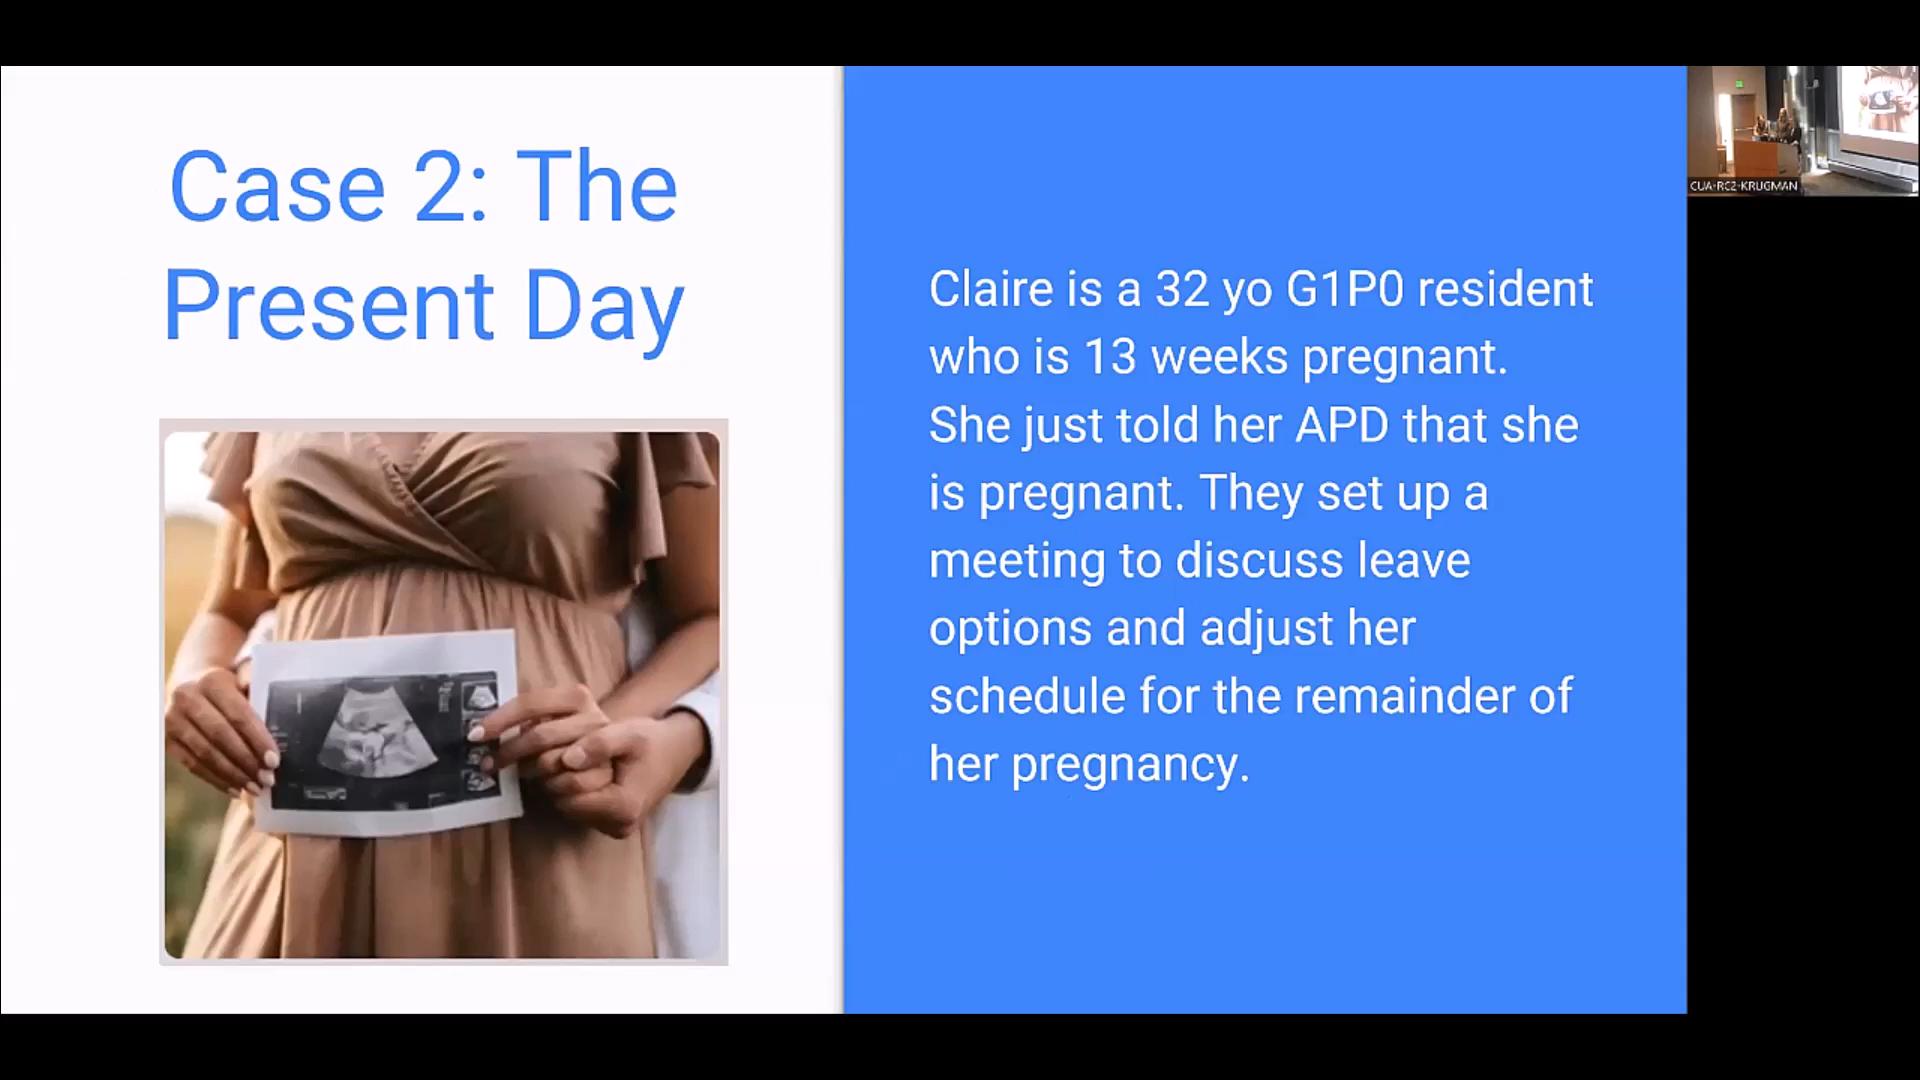 Case 2: The
Present Day
Claire is a 32 yo G1P0 resident
who is 13 weeks pregnant.
She just told her APD that she
is pregnant. They set up a
meeting to discuss leave
options and adjust her
schedule for the remainder of
her pregnancy.
CUA-RC2-KRUGMAN